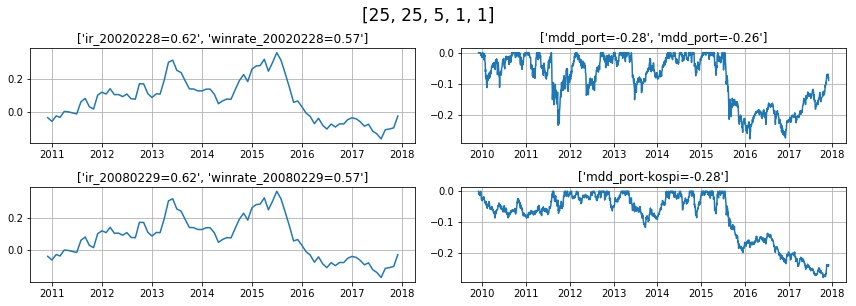 [25, 25, 5, 1, 1]
['ir_20020228=0.62', 'winrate_20020228=0.57']
0.2
0.0
2011 2012 2013 2014 2015 2016 2017 2018
['mdd_port=-0.28', 'mdd_port=-0.26']
0.0
−0.1
−0.2
2010 2011 2012 2013 2014 2015 2016 2017 2018
['ir_20080229=0.62', 'winrate_20080229=0.57']
0.2
0.0
2011 2012 2013 2014 2015 2016 2017 2018
['mdd_port-kospi=-0.28']
0.0
−0.1
−0.2
2010 2011 2012 2013 2014 2015 2016 2017 2018